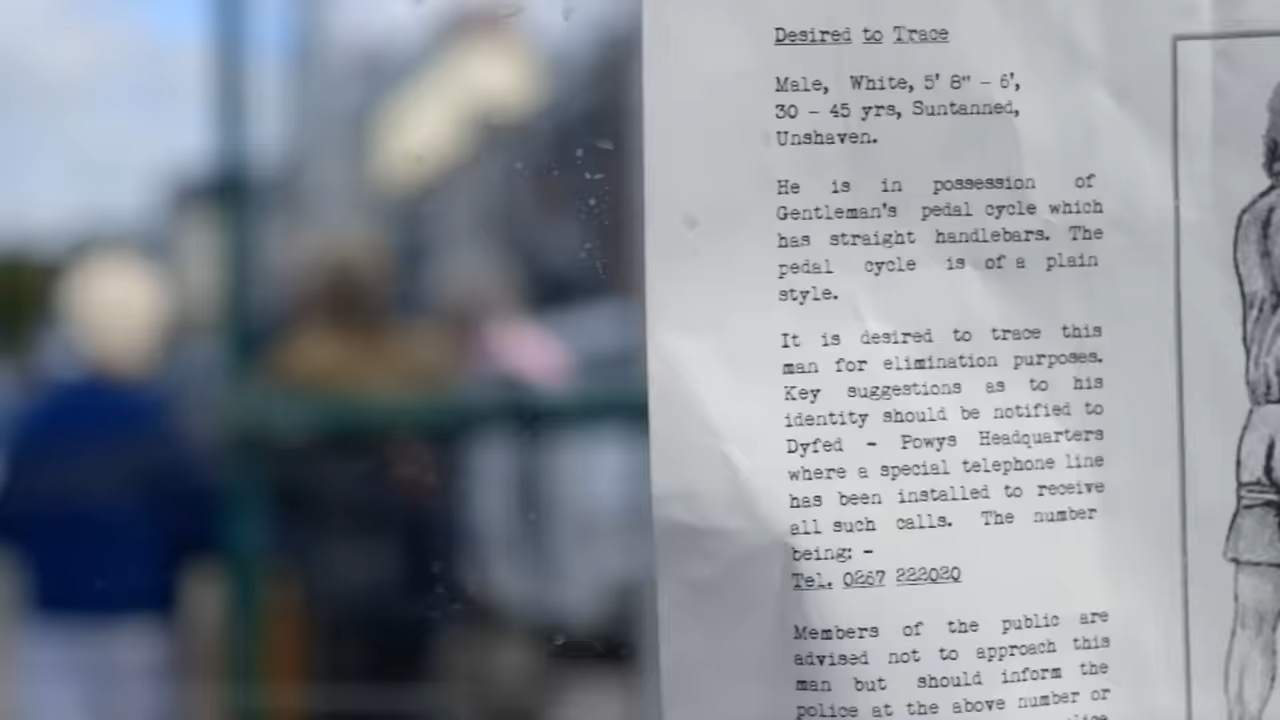 Desired to Trace
Male, White, 5' 8" - 6',
30 - 45 yrs, Suntanned,
Unshaven.
He is in possession of
Gentleman's pedal cycle which
has straight handlebars. The
pedal cycle is of a plain
style.
It is desired to trace this
man for elimination purposes.
Key suggestions as to his
identity should be notified to
Dyfed - Powys Headquarters
where a special telephone line
has been installed to receive
all such calls. The number
being: -
Tel. 0267 222020
Members of the public are
advised not to approach this
man but should inform the
police at the above number or